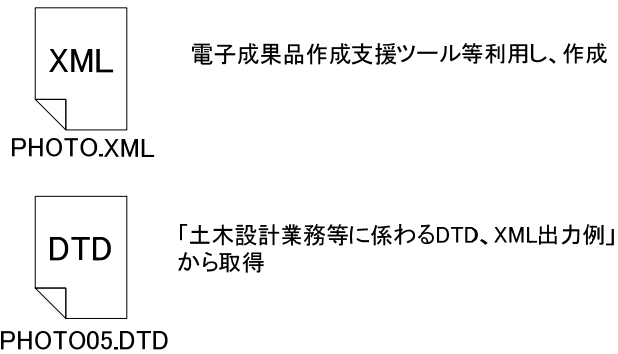 XML
電子成果品作成支援ツール等利用し、作成
PHOTO.XML
DTD
「土木設計業務等に係わるDTD、XML出力例」
から取得
PHOTO05.DTD